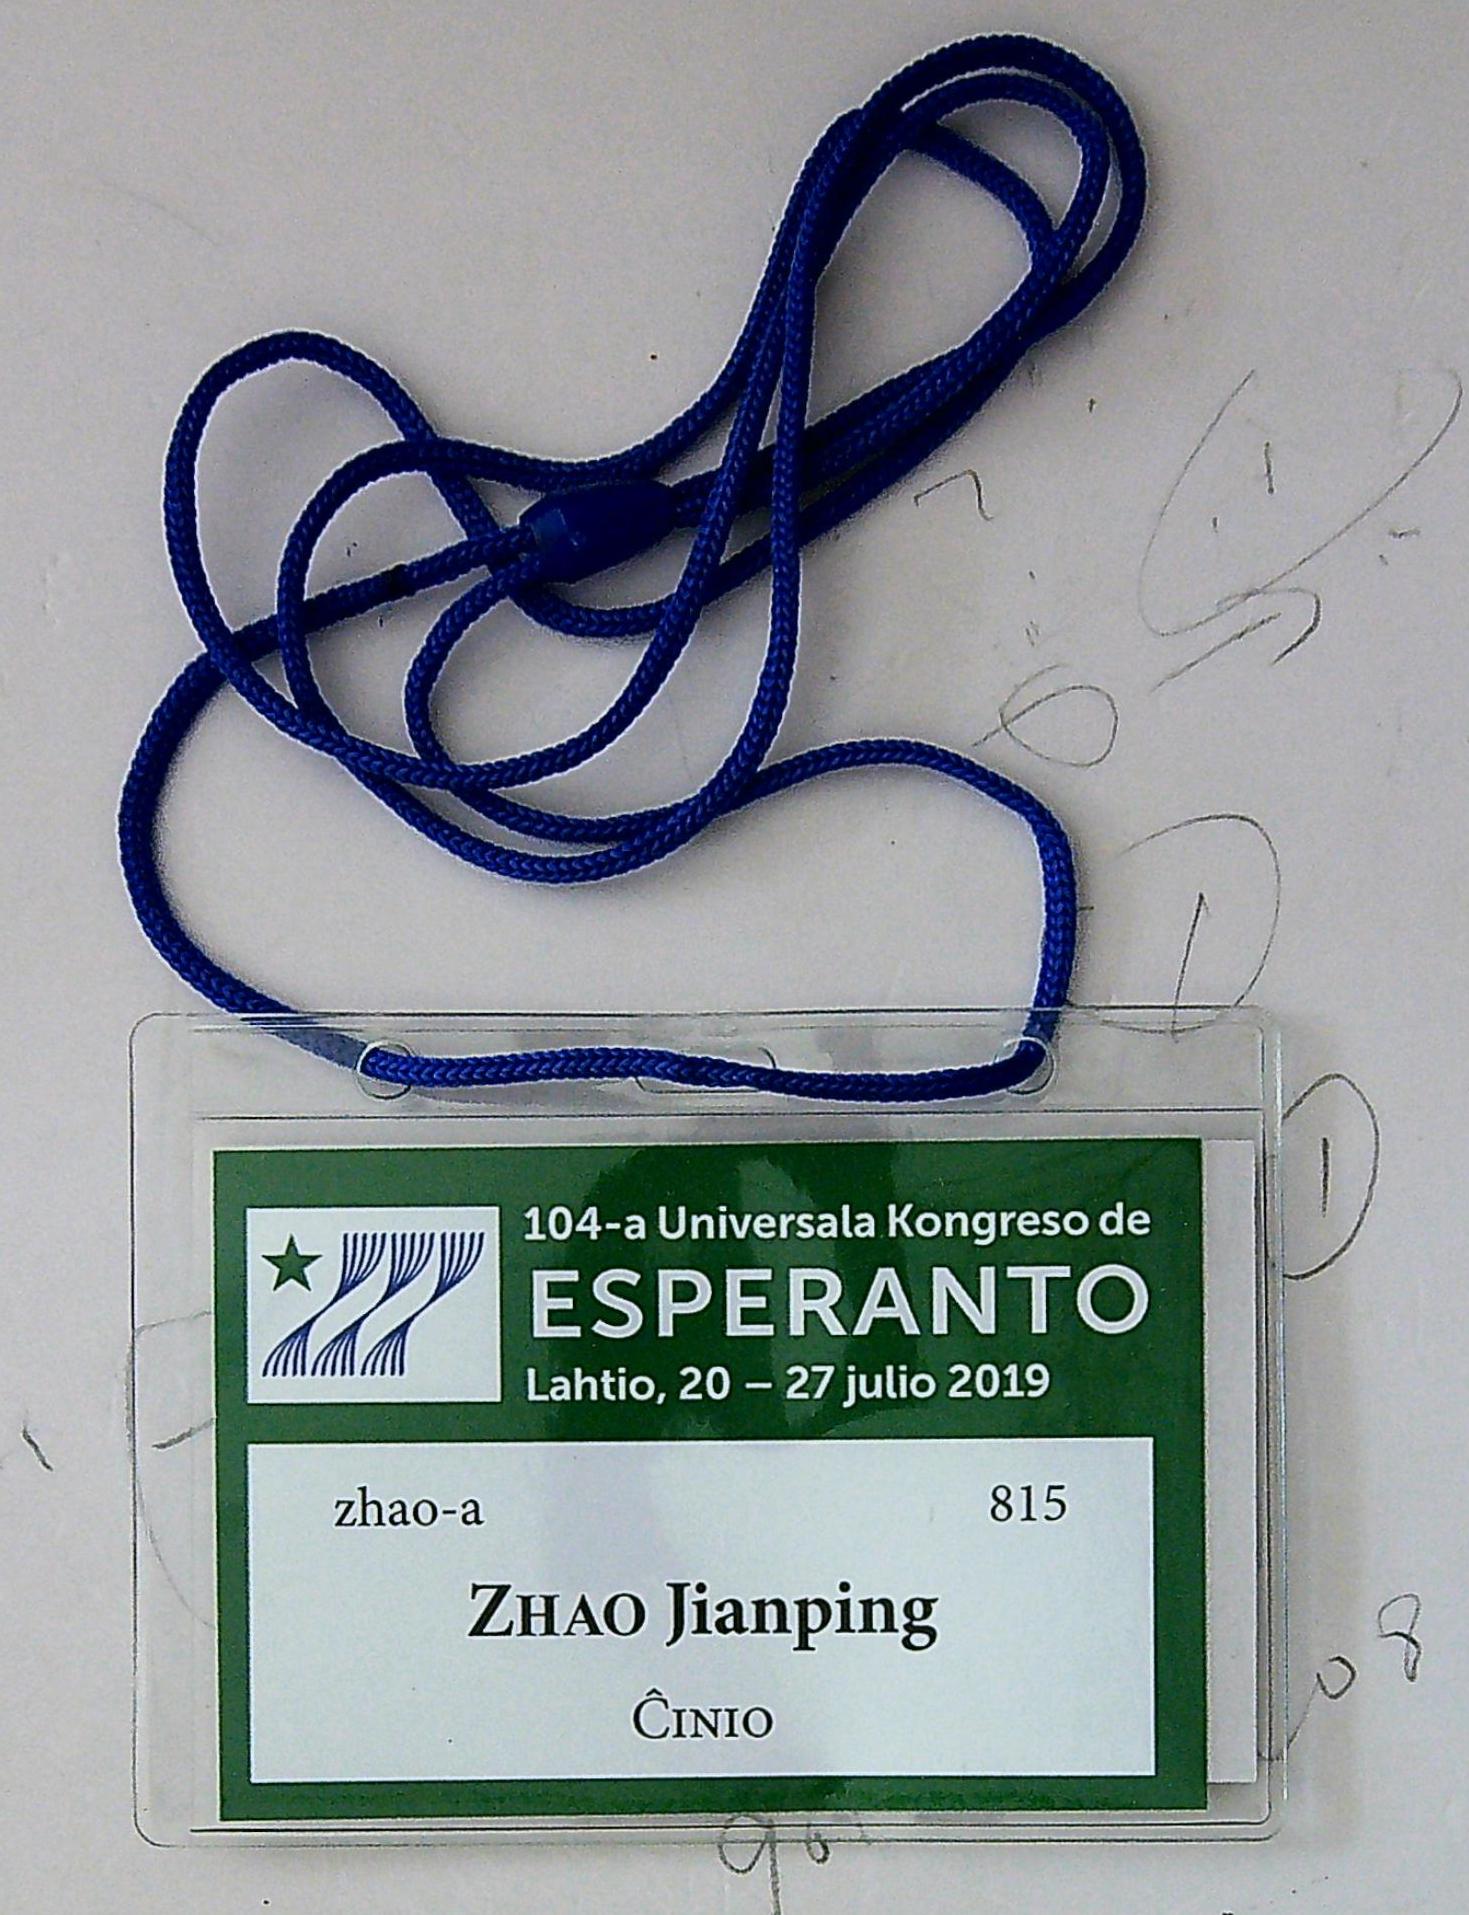 104-a Universala Kongreso de
ESPERANTO
Lahtio, 20 – 27 julio 2019
zhao-a 815
ZHAO Jianping
ĈINIO